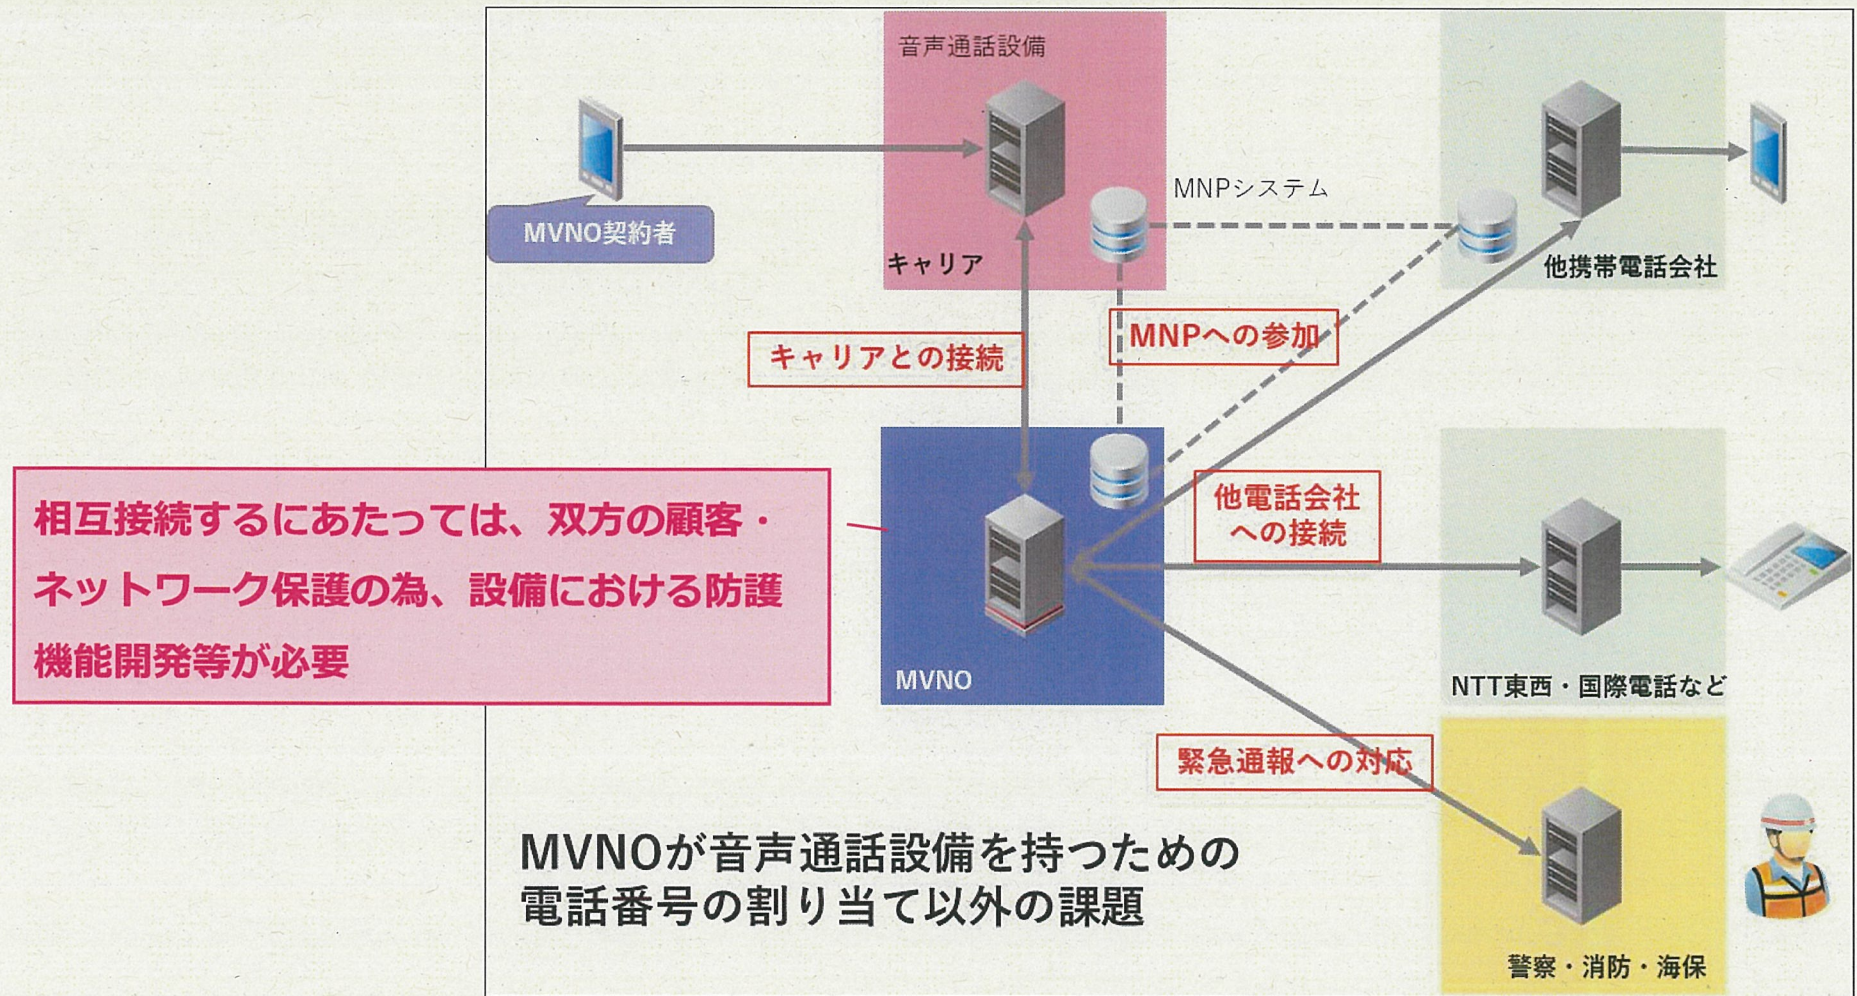 音声通話設備
MNPシステム
MVNO契約者
キャリア
他携帯電話会社
キャリアとの接続
MNPへの参加
相互接続するにあたっては、双方の顧客・
ネットワーク保護の為、設備における防護
機能開発等が必要
他電話会社
への接続
MVNO
NTT東西・国際電話など
緊急通報への対応
MVNOが音声通話設備を持つための
電話番号の割り当て以外の課題
警察・消防・海保